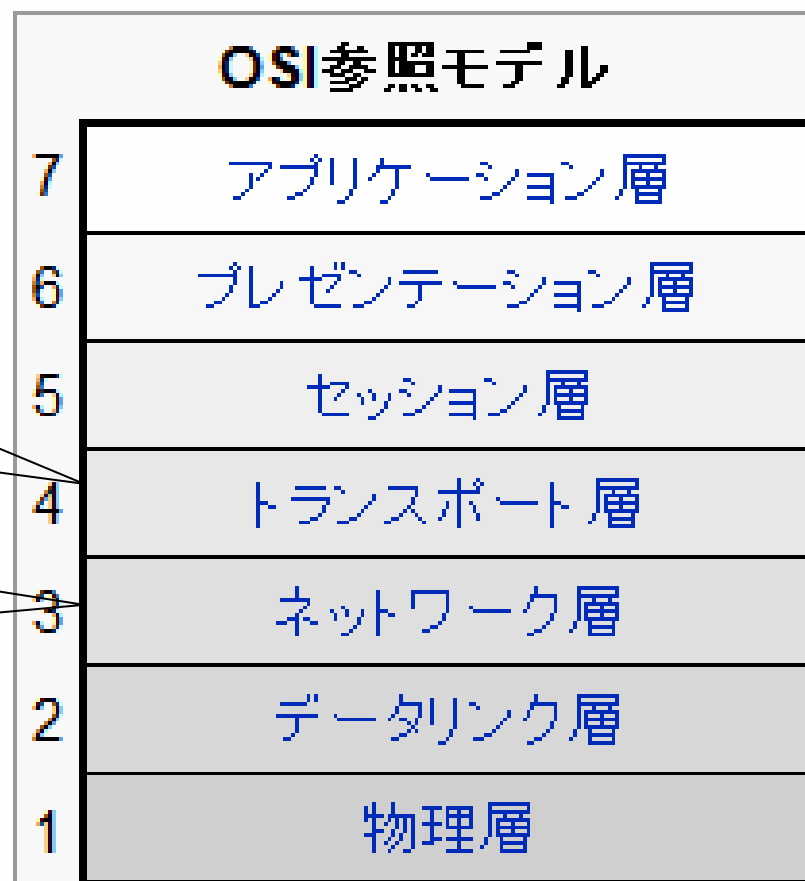 OSI参照モデル
7 アプリケーション層
6 プレゼンテーション層
5 セッション層
4 トランスポート層
3 ネットワーク層
2 データリンク層
1 物理層